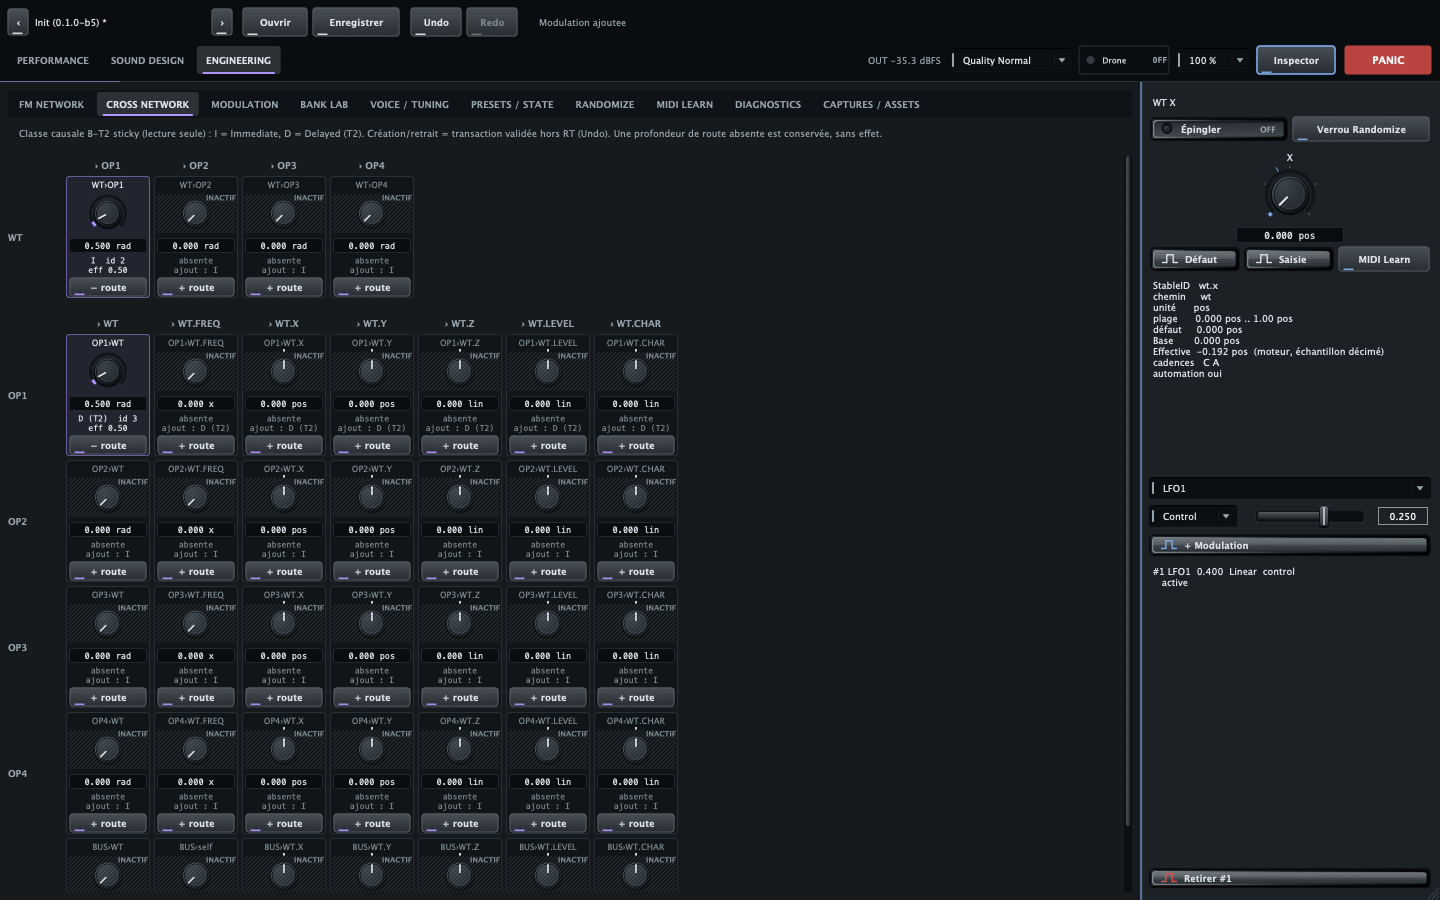 ‹ Init (0.1.0-b5) * › Ouvrir Enregistrer Undo Redo Modulation ajoutee
PERFORMANCE SOUND DESIGN ENGINEERING OUT -35.3 dBFS Quality Normal Drone OFF 100 % Inspector PANIC
FM NETWORK CROSS NETWORK MODULATION BANK LAB VOICE / TUNING PRESETS / STATE RANDOMIZE MIDI LEARN DIAGNOSTICS CAPTURES / ASSETS
Classe causale B-T2 sticky (lecture seule) : I = Immediate, D = Delayed (T2). Création/retrait = transaction validée hors RT (Undo). Une profondeur de route absente est conservée, sans effet.
› OP1 › OP2 › OP3 › OP4
WT›OP1 WT›OP2 WT›OP3 WT›OP4
INACTIF INACTIF INACTIF
WT
0.500 rad 0.000 rad 0.000 rad 0.000 rad
I id 2 absente absente absente
eff 0.50 ajout : I ajout : I ajout : I
− route + route + route + route
› WT › WT.FREQ › WT.X › WT.Y › WT.Z › WT.LEVEL › WT.CHAR
OP1›WT OP1›WT.FREQ OP1›WT.X OP1›WT.Y OP1›WT.Z OP1›WT.LEVEL OP1›WT.CHAR
INACTIF INACTIF INACTIF INACTIF INACTIF INACTIF
OP1
0.500 rad 0.000 x 0.000 pos 0.000 pos 0.000 lin 0.000 lin 0.000 lin
D (T2) id 3 absente absente absente absente absente absente
eff 0.50 ajout : D (T2) ajout : D (T2) ajout : D (T2) ajout : D (T2) ajout : D (T2) ajout : D (T2)
− route + route + route + route + route + route + route
OP2›WT OP2›WT.FREQ OP2›WT.X OP2›WT.Y OP2›WT.Z OP2›WT.LEVEL OP2›WT.CHAR
INACTIF INACTIF INACTIF INACTIF INACTIF INACTIF INACTIF
OP2
0.000 rad 0.000 x 0.000 pos 0.000 pos 0.000 lin 0.000 lin 0.000 lin
absente absente absente absente absente absente absente
ajout : I ajout : I ajout : I ajout : I ajout : I ajout : I ajout : I
+ route + route + route + route + route + route + route
OP3›WT OP3›WT.FREQ OP3›WT.X OP3›WT.Y OP3›WT.Z OP3›WT.LEVEL OP3›WT.CHAR
INACTIF INACTIF INACTIF INACTIF INACTIF INACTIF INACTIF
OP3
0.000 rad 0.000 x 0.000 pos 0.000 pos 0.000 lin 0.000 lin 0.000 lin
absente absente absente absente absente absente absente
ajout : I ajout : I ajout : I ajout : I ajout : I ajout : I ajout : I
+ route + route + route + route + route + route + route
OP4›WT OP4›WT.FREQ OP4›WT.X OP4›WT.Y OP4›WT.Z OP4›WT.LEVEL OP4›WT.CHAR
INACTIF INACTIF INACTIF INACTIF INACTIF INACTIF INACTIF
OP4
0.000 rad 0.000 x 0.000 pos 0.000 pos 0.000 lin 0.000 lin 0.000 lin
absente absente absente absente absente absente absente
ajout : I ajout : I ajout : I ajout : I ajout : I ajout : I ajout : I
+ route + route + route + route + route + route + route
BUS›WT BUS›self BUS›WT.X BUS›WT.Y BUS›WT.Z BUS›WT.LEVEL BUS›WT.CHAR
INACTIF INACTIF INACTIF INACTIF INACTIF INACTIF INACTIF
WT X
Épingler OFF Verrou Randomize
X
0.000 pos
Défaut Saisie MIDI Learn
StableID wt.x
chemin wt
unité pos
plage 0.000 pos .. 1.00 pos
défaut 0.000 pos
Base 0.000 pos
Effective −0.192 pos (moteur, échantillon décimé)
cadences C A
automation oui
LFO1
Control 0.250
+ Modulation
#1 LFO1 0.400 Linear control
active
Retirer #1